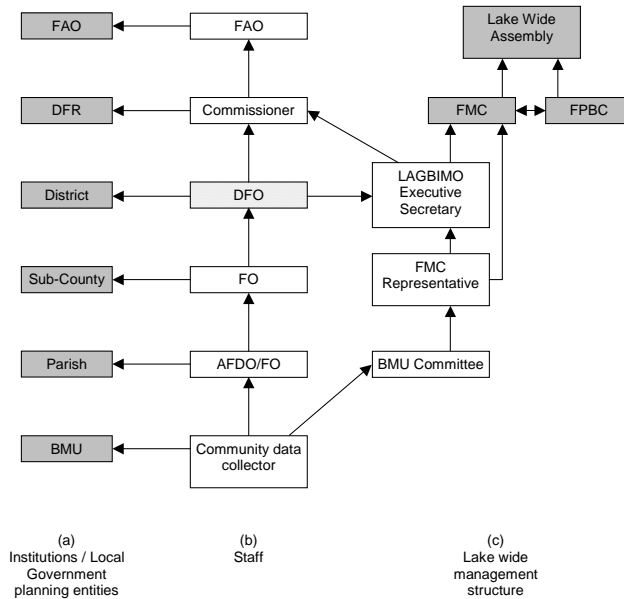 FAO
FAO
Lake Wide
Assembly
DFR
Commissioner
FMC
FPBC
District
DFO
LAGBIMO
Executive
Secretary
Sub-County
FO
FMC
Representative
Parish
AFDO/FO
BMU Committee
BMU
Community data
collector
(a)
Institutions / Local
Government
planning entities
(b)
Staff
(c)
Lake wide
management
structure